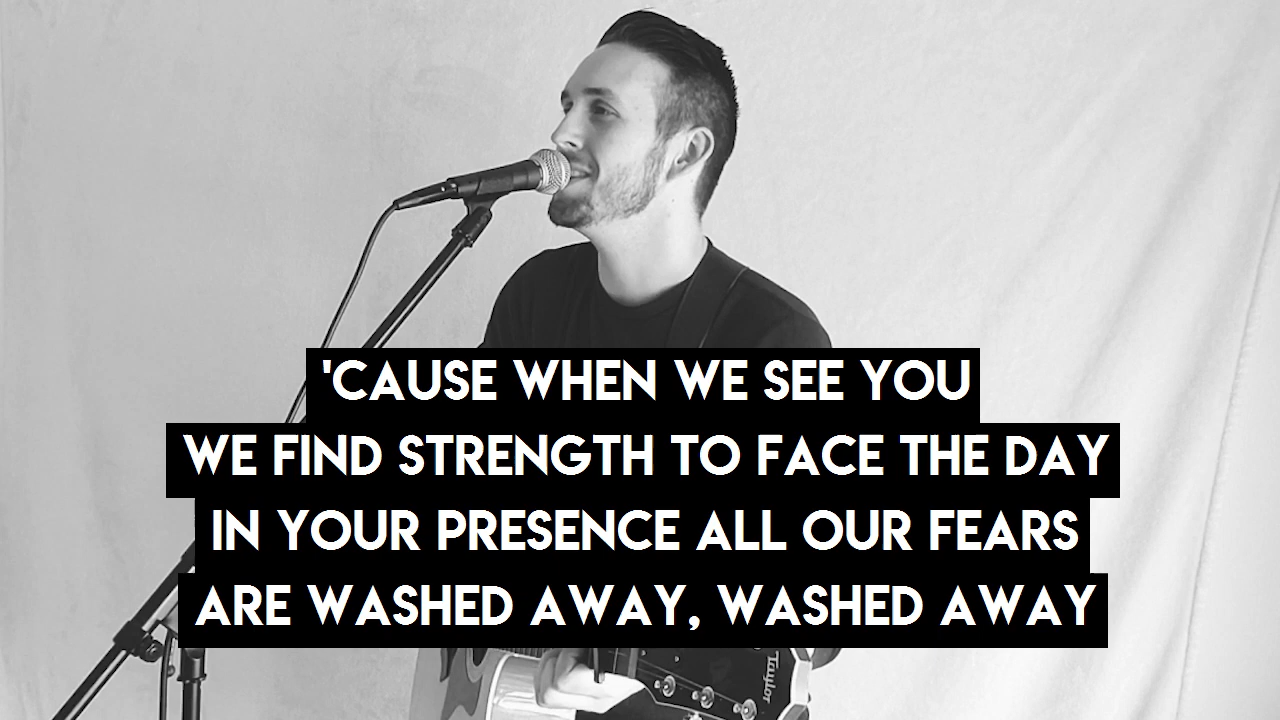 'CAUSE WHEN WE SEE YOU
WE FIND STRENGTH TO FACE THE DAY
IN YOUR PRESENCE ALL OUR FEARS
ARE WASHED AWAY, WASHED AWAY
Taylor